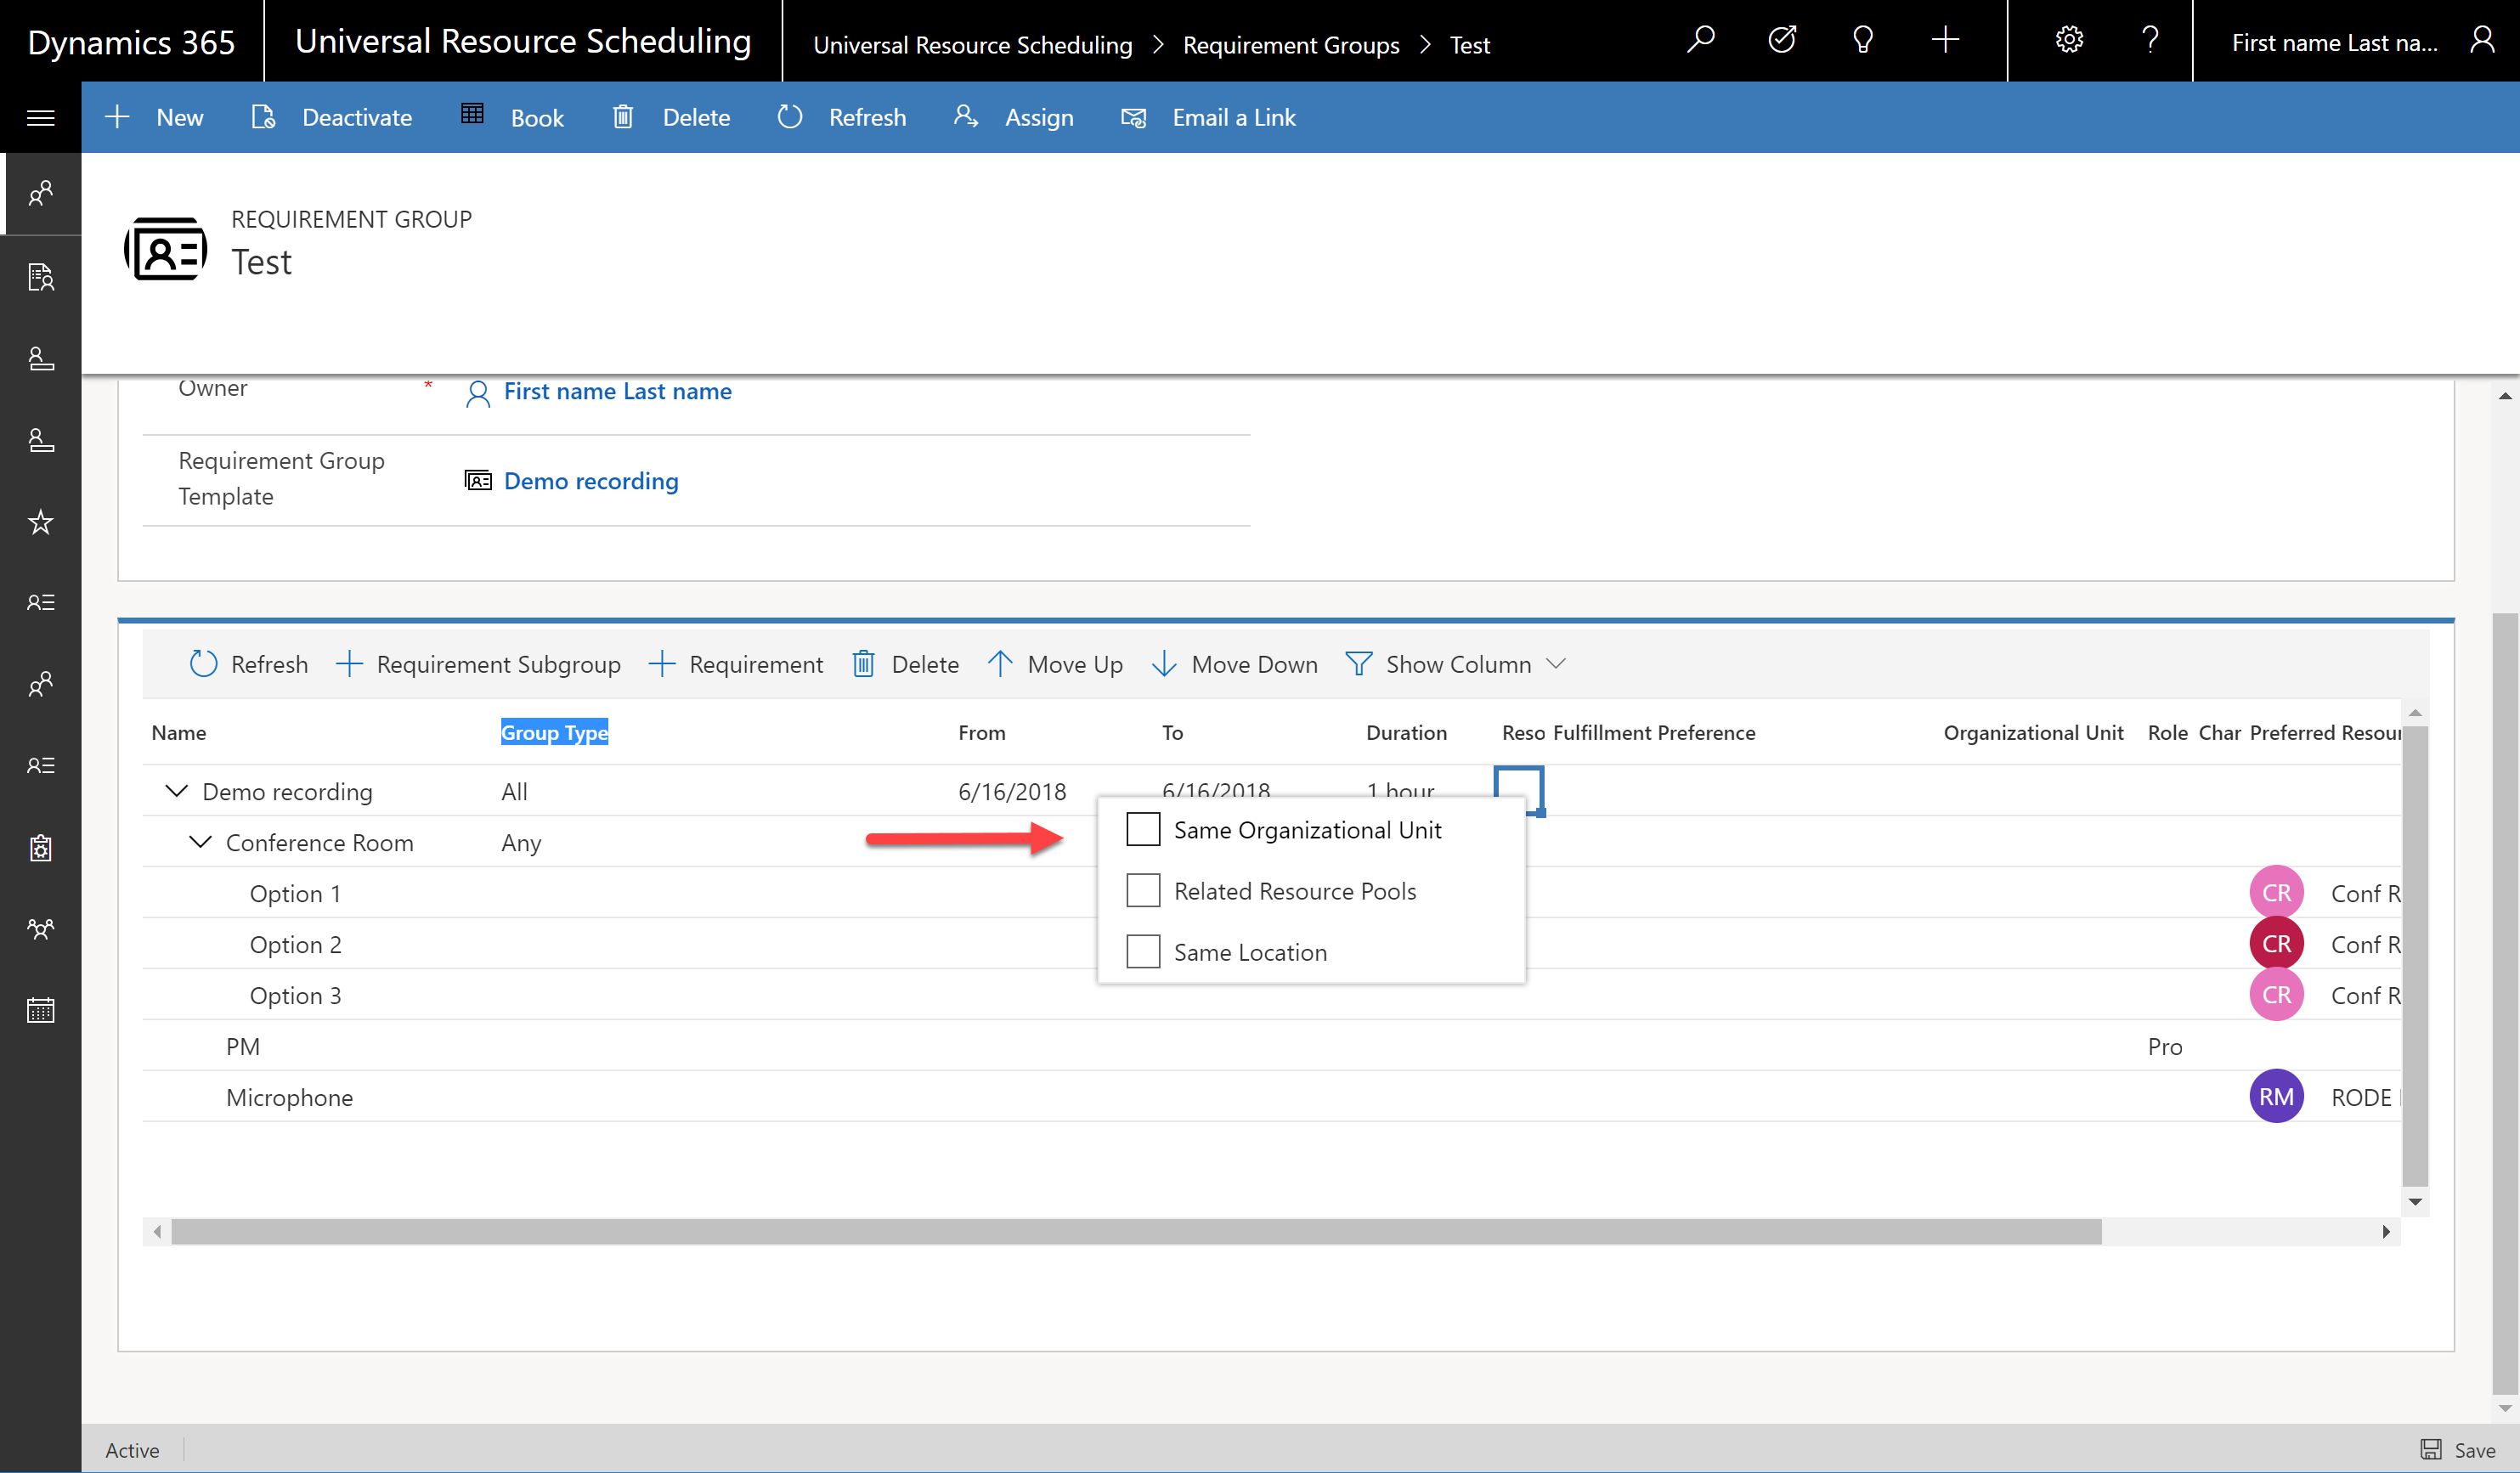 Dynamics 365
Universal Resource Scheduling
Universal Resource Scheduling > Requirement Groups > Test
First name Last na...
New
Deactivate
Book
Delete
Refresh
Assign
Email a Link
REQUIREMENT GROUP
Test
Owner * First name Last name
Requirement Group
Template
Demo recording
Refresh
Requirement Subgroup
Requirement
Delete
Move Up
Move Down
Show Column
Name Group Type From To Duration Reso Fulfillment Preference Organizational Unit Role Char Preferred Resour
Demo recording All 6/16/2018 6/16/2018 1 hour
Conference Room Any
Same Organizational Unit
Related Resource Pools
Same Location
Option 1 CR Conf R
Option 2 CR Conf R
Option 3 CR Conf R
PM Pro
Microphone RM RODE
Active
Save